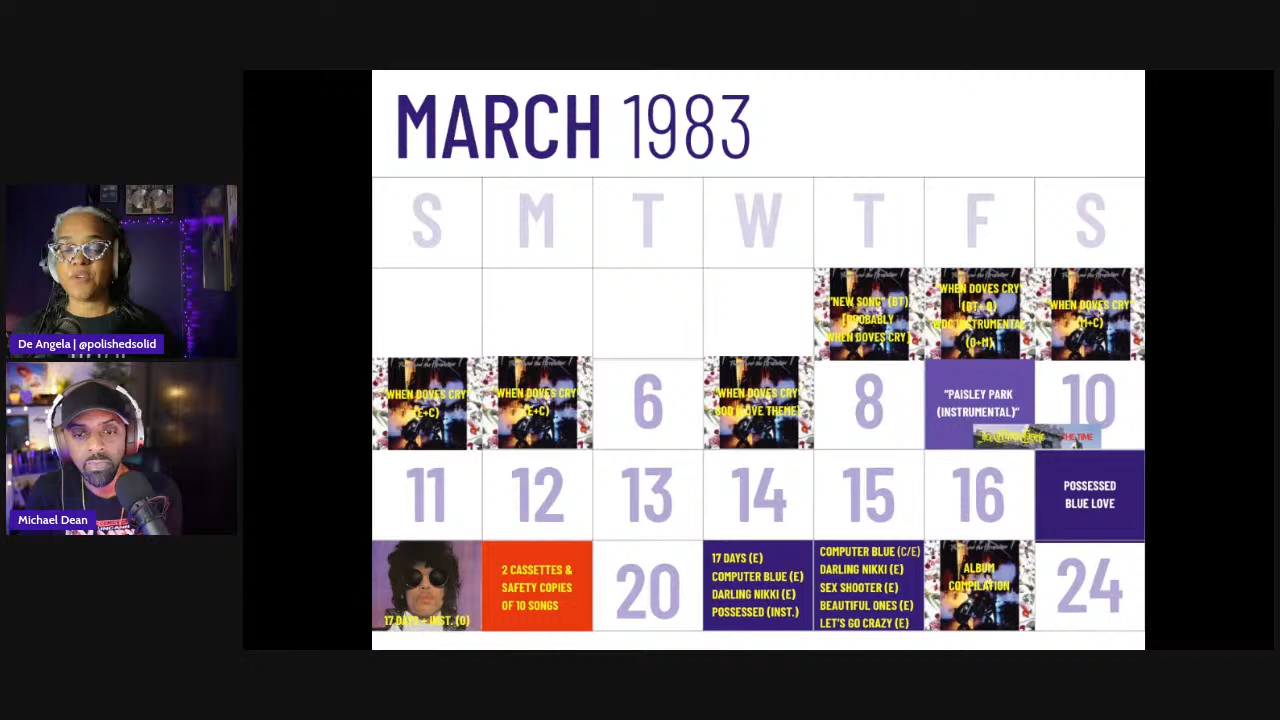 MARCH 1983
S M T W T F S
"NEW SONG" (BT),
[PROBABLY
WHEN DOVES CRY]
"WHEN DOVES CRY"
(BT - O)
WDC INSTRUMENTAL
(O+M)
"WHEN DOVES CRY"
(M+C)
"WHEN DOVES CRY"
(E+C)
"WHEN DOVES CRY"
(E+C)
6
"WHEN DOVES CRY"
GOD (LOVE THEME)
8
"PAISLEY PARK
(INSTRUMENTAL)"
10
THE TIME
11
12
13
14
15
16
POSSESSED
BLUE LOVE
17 DAYS + INST. (O)
2 CASSETTES &
SAFETY COPIES
OF 10 SONGS
20
17 DAYS (E)
COMPUTER BLUE (E)
DARLING NIKKI (E)
POSSESSED (INST.)
COMPUTER BLUE (C/E)
DARLING NIKKI (E)
SEX SHOOTER (E)
BEAUTIFUL ONES (E)
LET'S GO CRAZY (E)
ALBUM
COMPILATION
24
De Angela | @polishedsolid
Michael Dean